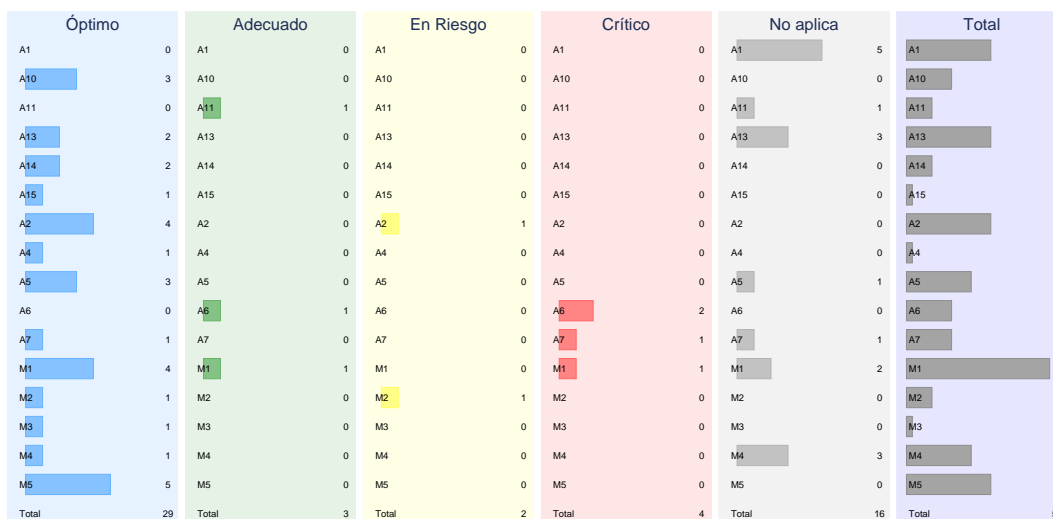 Óptimo Adecuado En Riesgo Crítico No aplica Total
A1 0 A1 0 A1 0 A1 0 A1 5 A1
A10 3 A10 0 A10 0 A10 0 A10 0 A10
A11 0 A11 1 A11 0 A11 0 A11 1 A11
A13 2 A13 0 A13 0 A13 0 A13 3 A13
A14 2 A14 0 A14 0 A14 0 A14 0 A14
A15 1 A15 0 A15 0 A15 0 A15 0 A15
A2 4 A2 0 A2 1 A2 0 A2 0 A2
A4 1 A4 0 A4 0 A4 0 A4 0 A4
A5 3 A5 0 A5 0 A5 0 A5 1 A5
A6 0 A6 1 A6 0 A6 2 A6 0 A6
A7 1 A7 0 A7 0 A7 1 A7 1 A7
M1 4 M1 1 M1 0 M1 1 M1 2 M1
M2 1 M2 0 M2 1 M2 0 M2 0 M2
M3 1 M3 0 M3 0 M3 0 M3 0 M3
M4 1 M4 0 M4 0 M4 0 M4 3 M4
M5 5 M5 0 M5 0 M5 0 M5 0 M5
Total 29 Total 3 Total 2 Total 4 Total 16 Total